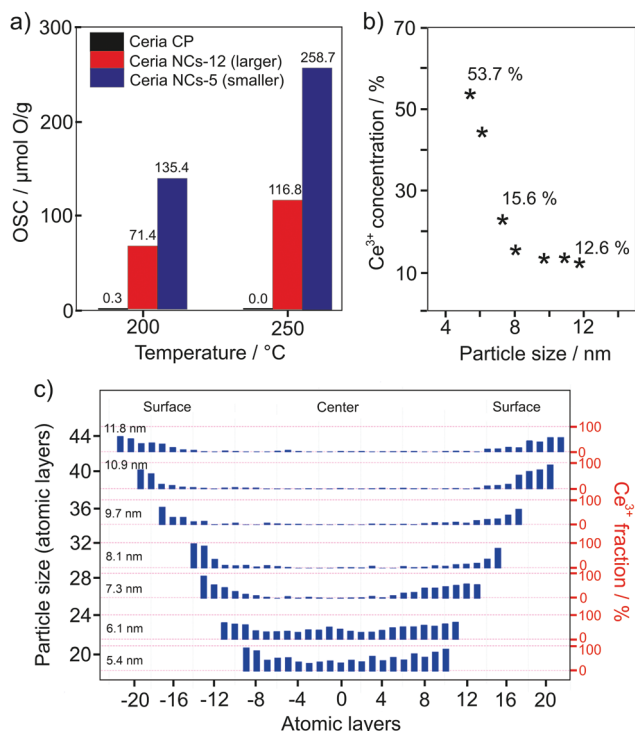 a)
Ceria CP
Ceria NCs-12 (larger)
Ceria NCs-5 (smaller)
300
200
100
0
OSC / µmol O/g
0.3
71.4
135.4
0.0
116.8
258.7
200
250
Temperature / °C
b)
70
50
30
10
Ce³⁺ concentration / %
53.7 %
15.6 %
12.6 %
4
8
12
Particle size / nm
c)
Surface
Center
Surface
Particle size (atomic layers)
44
40
36
32
28
24
20
11.8 nm
10.9 nm
9.7 nm
8.1 nm
7.3 nm
6.1 nm
5.4 nm
100
0
100
0
100
0
100
0
100
0
100
0
100
0
Ce³⁺ fraction / %
-20 -16 -12 -8 -4 0 4 8 12 16 20
Atomic layers